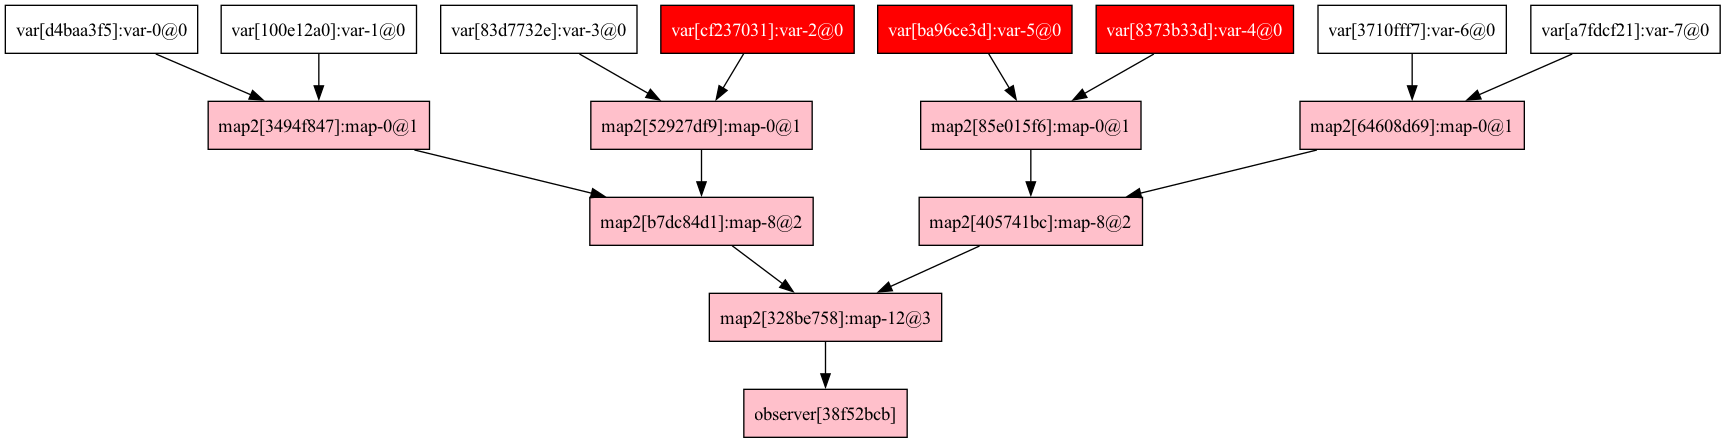 var[d4baa3f5]:var-0@0
var[100e12a0]:var-1@0
var[83d7732e]:var-3@0
var[cf237031]:var-2@0
var[ba96ce3d]:var-5@0
var[8373b33d]:var-4@0
var[3710fff7]:var-6@0
var[a7fdcf21]:var-7@0
map2[3494f847]:map-0@1
map2[52927df9]:map-0@1
map2[85e015f6]:map-0@1
map2[64608d69]:map-0@1
map2[b7dc84d1]:map-8@2
map2[405741bc]:map-8@2
map2[328be758]:map-12@3
observer[38f52bcb]